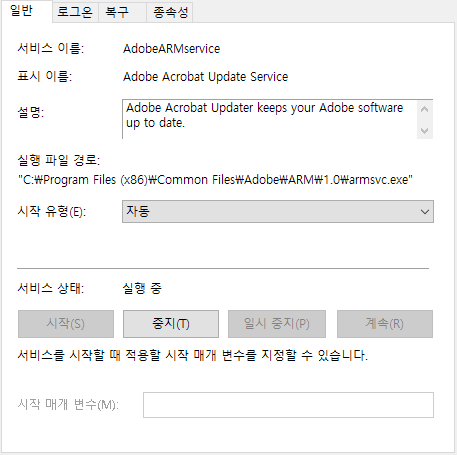 일반 로그온 복구 종속성
서비스 이름: AdobeARMservice
표시 이름: Adobe Acrobat Update Service
설명: Adobe Acrobat Updater keeps your Adobe software
up to date.
실행 파일 경로:
"C:₩Program Files (x86)₩Common Files₩Adobe₩ARM₩1.0₩armsvc.exe"
시작 유형(E): 자동
서비스 상태: 실행 중
시작(S) 중지(T) 일시 중지(P) 계속(R)
서비스를 시작할 때 적용할 시작 매개 변수를 지정할 수 있습니다.
시작 매개 변수(M):